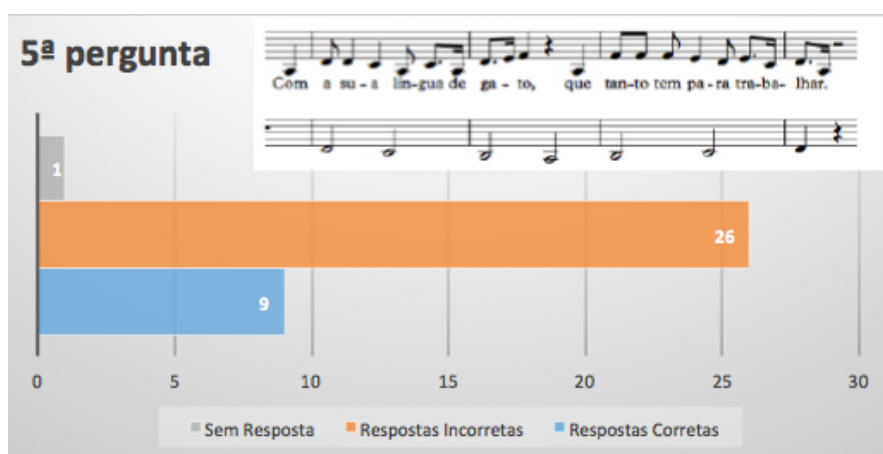 5ª pergunta
Com a su - a lín-gua de ga - to, que tan-to tem pa - ra tra-ba- lhar.
1
26
9
0 5 10 15 20 25 30
Sem Resposta Respostas Incorretas Respostas Corretas